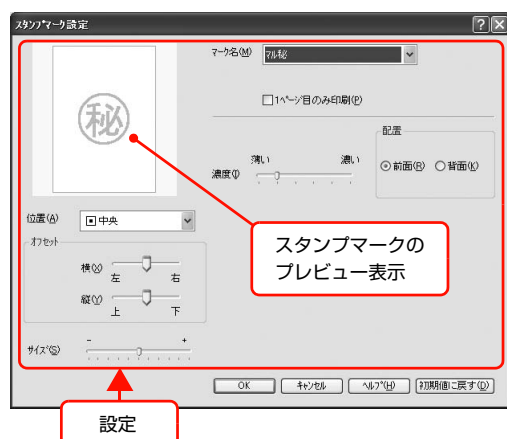 スタンプマーク設定
マーク名(M) マル秘
秘
1ページ目のみ印刷(P)
配置
薄い 濃い
濃度(I)
前面(R) 背面(K)
位置(A) 中央
オフセット
横(X)
左 右
縦(Y)
上 下
スタンプマークの
プレビュー表示
サイズ(S)
- +
OK キャンセル ヘルプ(H) 初期値に戻す(D)
設定